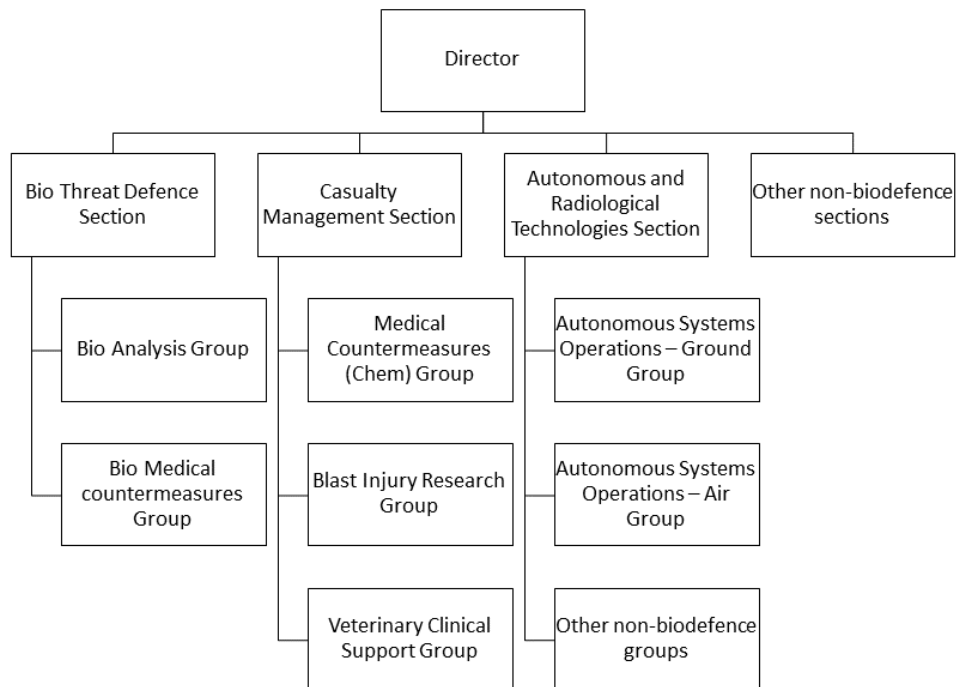 Director
Bio Threat Defence
Section
Casualty
Management Section
Autonomous and
Radiological
Technologies Section
Other non-biodefence
sections
Bio Analysis Group
Bio Medical
countermeasures
Group
Medical
Countermeasures
(Chem) Group
Blast Injury Research
Group
Veterinary Clinical
Support Group
Autonomous Systems
Operations – Ground
Group
Autonomous Systems
Operations – Air
Group
Other non-biodefence
groups